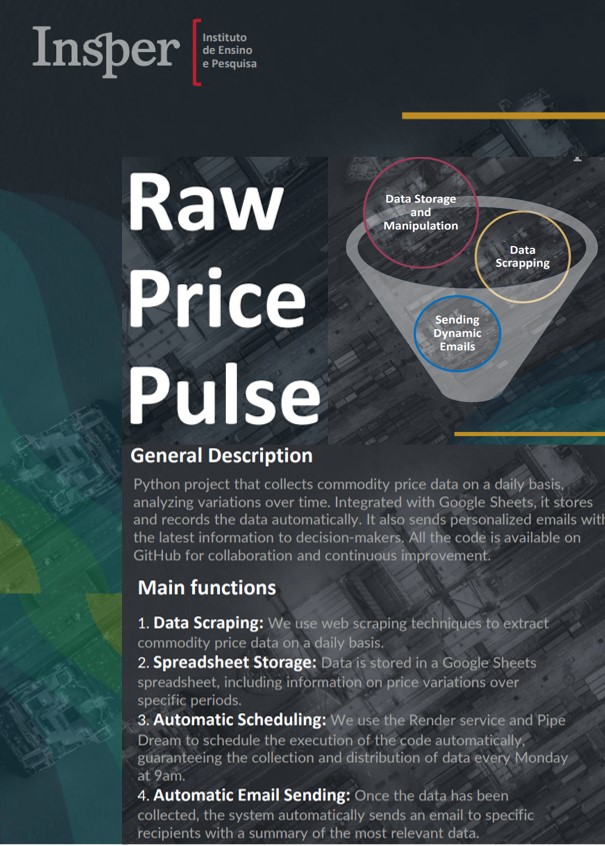 Insper
Instituto
de Ensino
e Pesquisa
Raw
Price
Pulse
Data Storage
and
Manipulation
Data
Scrapping
Sending
Dynamic
Emails
General Description
Python project that collects commodity price data on a daily basis,
analyzing variations over time. Integrated with Google Sheets, it stores
and records the data automatically. It also sends personalized emails with
the latest information to decision-makers. All the code is available on
GitHub for collaboration and continuous improvement.
Main functions
1. Data Scraping: We use web scraping techniques to extract
commodity price data on a daily basis.
2. Spreadsheet Storage: Data is stored in a Google Sheets
spreadsheet, including information on price variations over
specific periods.
3. Automatic Scheduling: We use the Render service and Pipe
Dream to schedule the execution of the code automatically,
guaranteeing the collection and distribution of data every Monday
at 9am.
4. Automatic Email Sending: Once the data has been
collected, the system automatically sends an email to specific
recipients with a summary of the most relevant data.